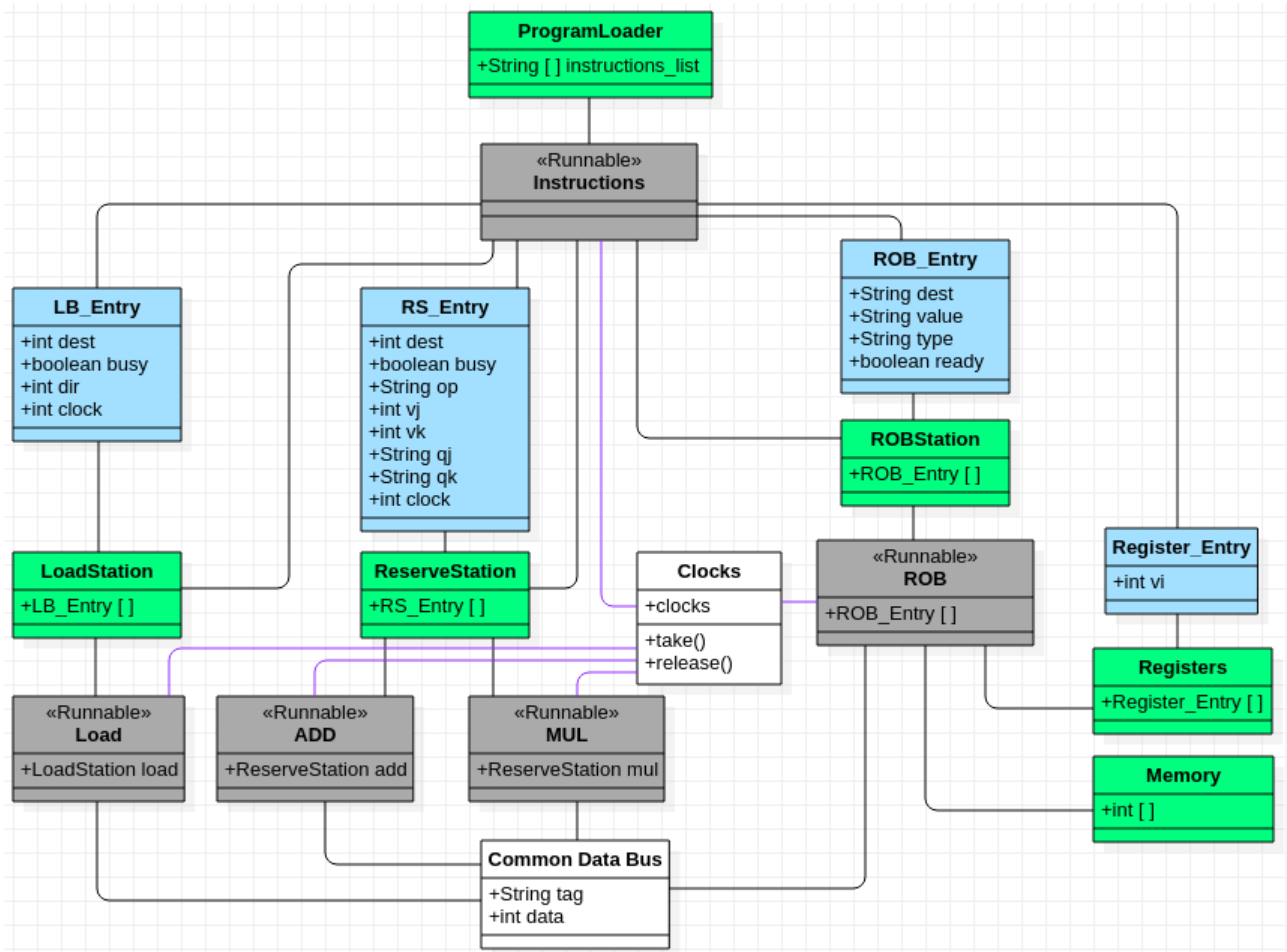 ProgramLoader
+String [ ] instructions_list
«Runnable»
Instructions
LB_Entry
+int dest
+boolean busy
+int dir
+int clock
RS_Entry
+int dest
+boolean busy
+String op
+int vj
+int vk
+String qj
+String qk
+int clock
ROB_Entry
+String dest
+String value
+String type
+boolean ready
ROBStation
+ROB_Entry [ ]
LoadStation
+LB_Entry [ ]
ReserveStation
+RS_Entry [ ]
Clocks
+clocks
+take()
+release()
«Runnable»
ROB
+ROB_Entry [ ]
Register_Entry
+int vi
Registers
+Register_Entry [ ]
«Runnable»
Load
+LoadStation load
«Runnable»
ADD
+ReserveStation add
«Runnable»
MUL
+ReserveStation mul
Memory
+int [ ]
Common Data Bus
+String tag
+int data